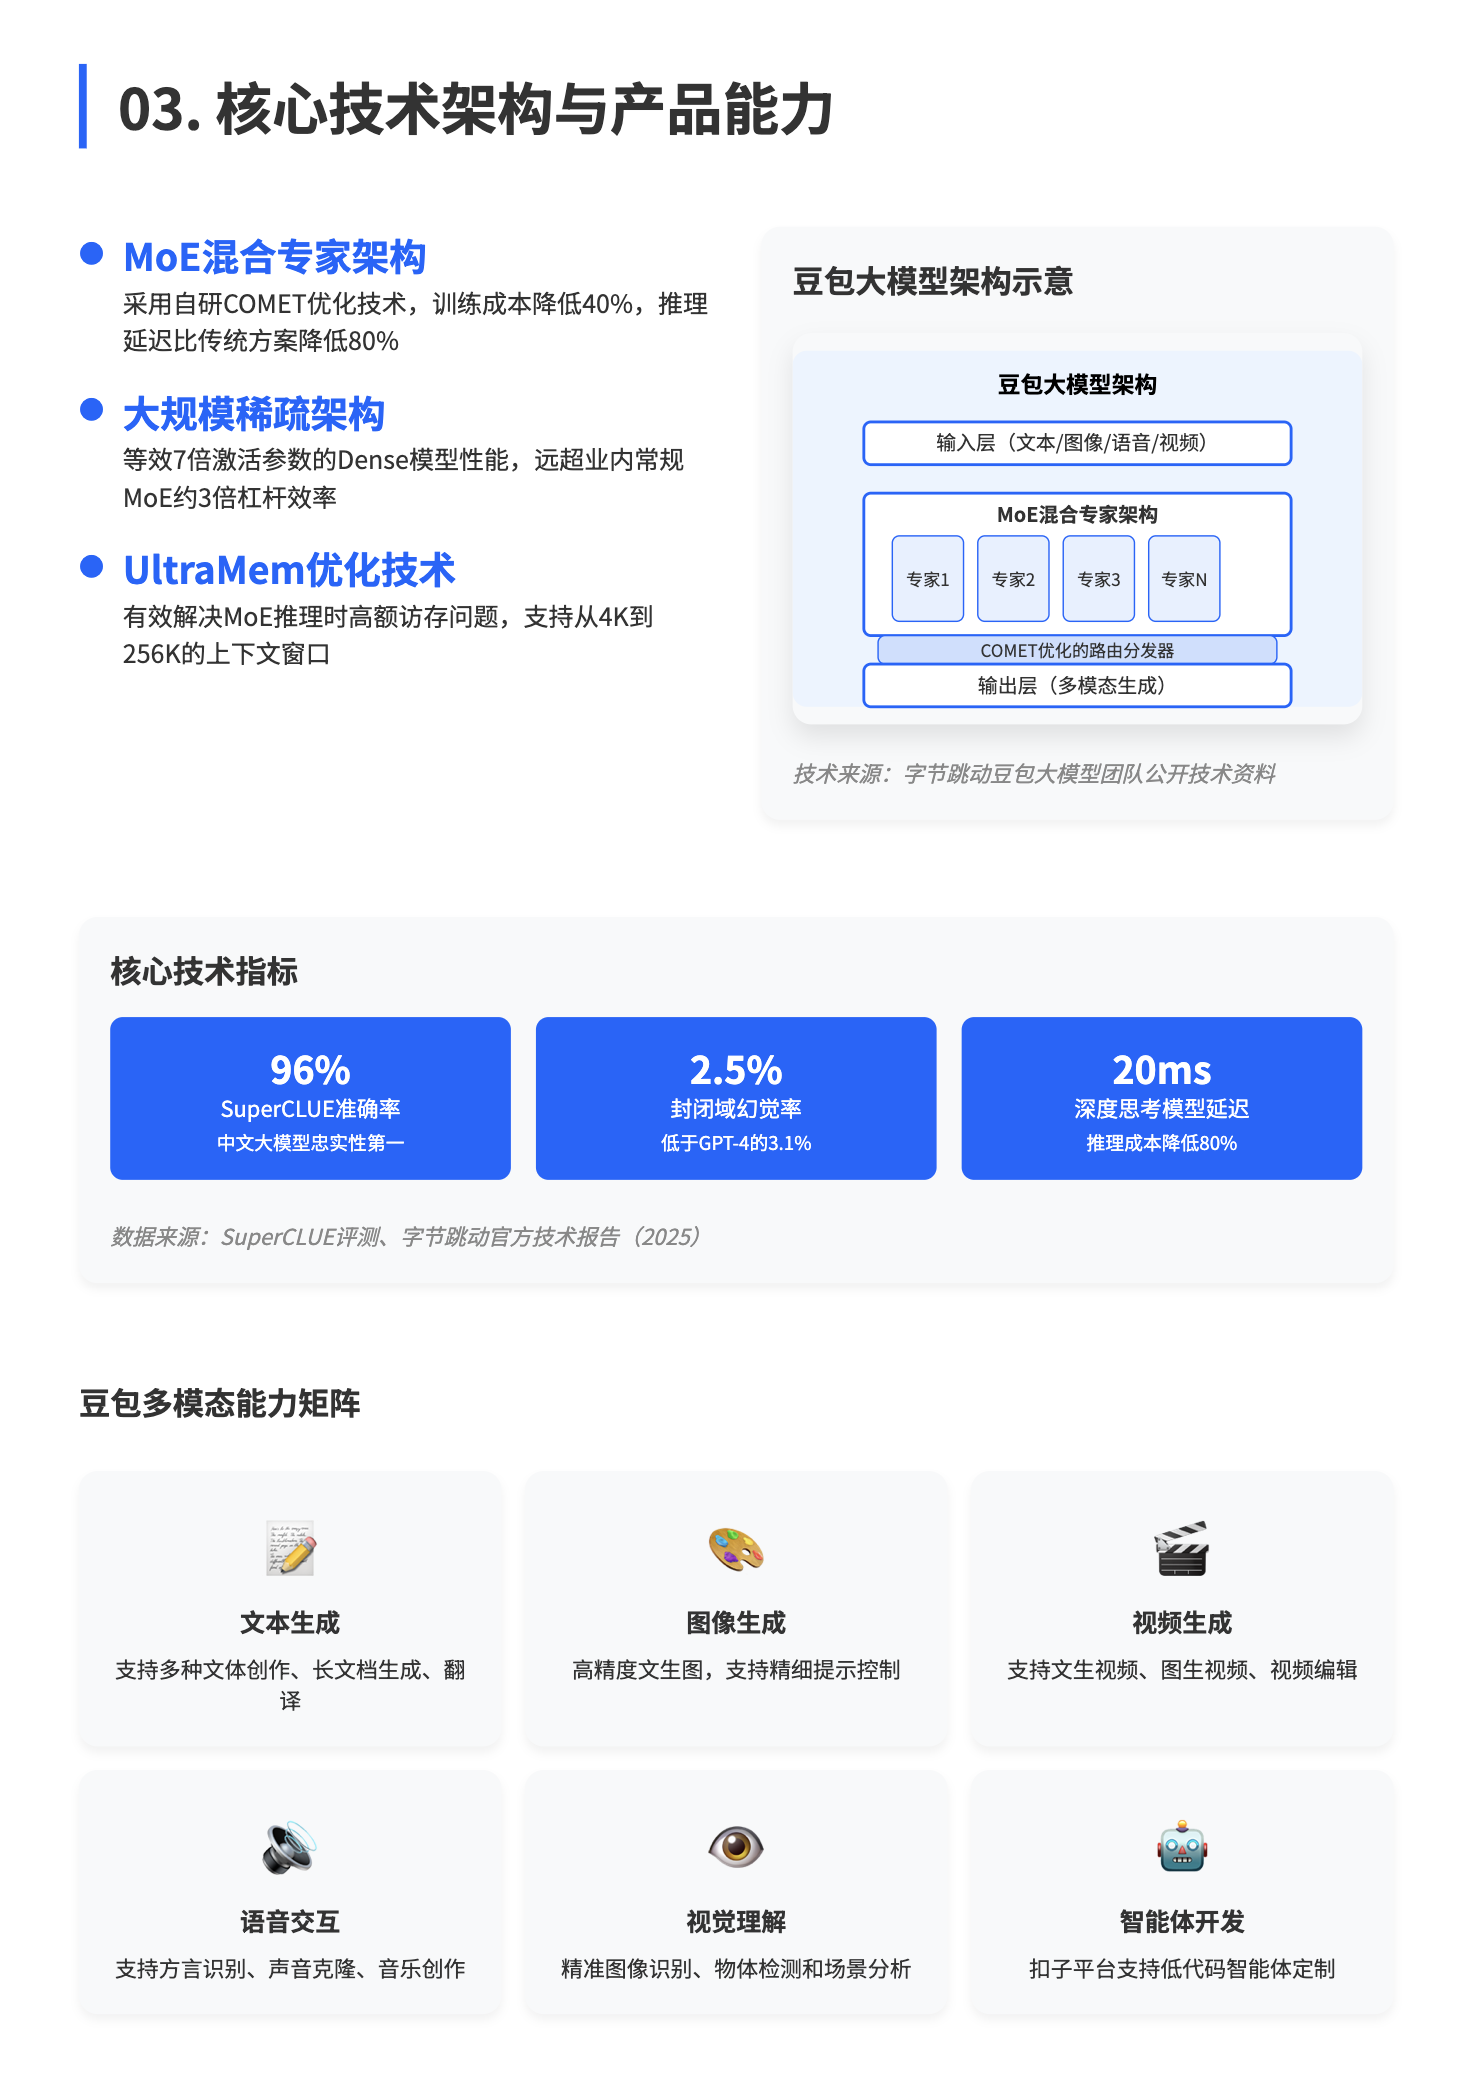 03. 核心技术架构与产品能力
MoE混合专家架构
采用自研COMET优化技术，训练成本降低40%，推理
延迟比传统方案降低80%
大规模稀疏架构
等效7倍激活参数的Dense模型性能，远超业内常规
MoE约3倍杠杆效率
UltraMem优化技术
有效解决MoE推理时高额访存问题，支持从4K到
256K的上下文窗口
豆包大模型架构示意
豆包大模型架构
输入层（文本/图像/语音/视频）
MoE混合专家架构
专家1 专家2 专家3 专家N
COMET优化的路由分发器
输出层（多模态生成）
技术来源：字节跳动豆包大模型团队公开技术资料
核心技术指标
96%
SuperCLUE准确率
中文大模型忠实性第一
2.5%
封闭域幻觉率
低于GPT-4的3.1%
20ms
深度思考模型延迟
推理成本降低80%
数据来源：SuperCLUE评测、字节跳动官方技术报告（2025）
豆包多模态能力矩阵
文本生成
支持多种文体创作、长文档生成、翻
译
图像生成
高精度文生图，支持精细提示控制
视频生成
支持文生视频、图生视频、视频编辑
语音交互
支持方言识别、声音克隆、音乐创作
视觉理解
精准图像识别、物体检测和场景分析
智能体开发
扣子平台支持低代码智能体定制